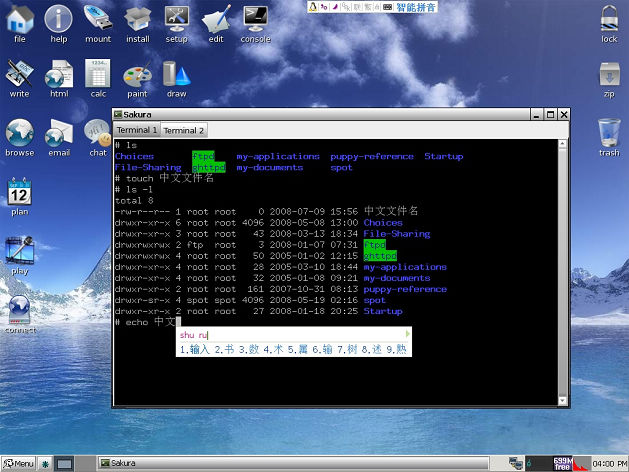 智能拼音
file help mount install setup edit console lock
write html calc paint draw zip
browse email chat trash
plan
play
connect
Sakura
Terminal 1 Terminal 2
# ls
Choices ftpd my-applications puppy-reference Startup
File-Sharing ghttpd my-documents spot
# touch 中文文件名
# ls -l
total 8
-rw-r--r-- 1 root root 0 2008-07-09 15:56 中文文件名
drwxr-xr-x 6 root root 4096 2008-05-08 13:00 Choices
drwxr-xr-x 3 root root 43 2008-03-13 18:34 File-Sharing
drwxrwxrwx 2 ftp root 3 2008-01-07 07:31 ftpd
drwxrwxrwx 4 root root 50 2005-01-02 12:15 ghttpd
drwxr-xr-x 4 root root 28 2005-03-10 18:44 my-applications
drwxr-xr-x 4 root root 32 2005-01-08 09:21 my-documents
drwxr-xr-x 2 root root 161 2007-10-31 08:13 puppy-reference
drwxr-sr-x 4 spot spot 4096 2008-05-19 02:16 spot
drwxr-xr-x 2 root root 27 2008-01-18 20:25 Startup
# echo 中文
shu ru
1.输入 2.书 3.数 4.术 5.属 6.输 7.树 8.述 9.熟
Menu Sakura 699M free 04:00 PM
12